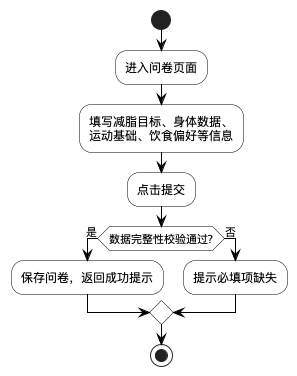 进入问卷页面
填写减脂目标、身体数据、
运动基础、饮食偏好等信息
点击提交
数据完整性校验通过?
是
否
保存问卷，返回成功提示
提示必填项缺失